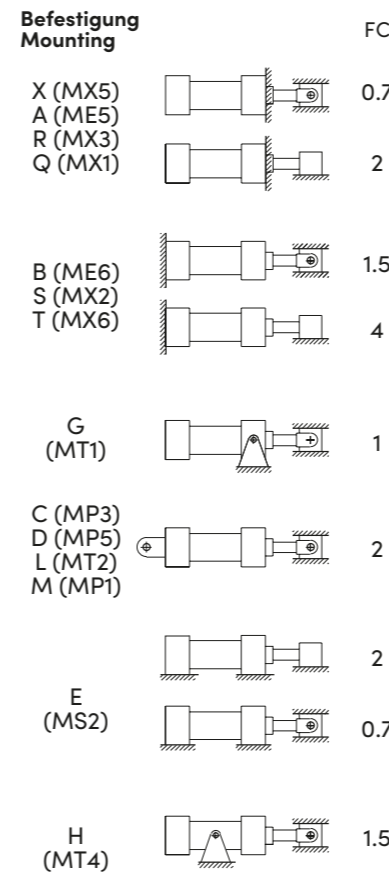 Befestigung
Mounting
FC
X (MX5)
A (ME5)
R (MX3)
Q (MX1)
0.7
2
B (ME6)
S (MX2)
T (MX6)
1.5
4
G
(MT1)
1
C (MP3)
D (MP5)
L (MT2)
M (MP1)
2
E
(MS2)
2
0.7
H
(MT4)
1.5